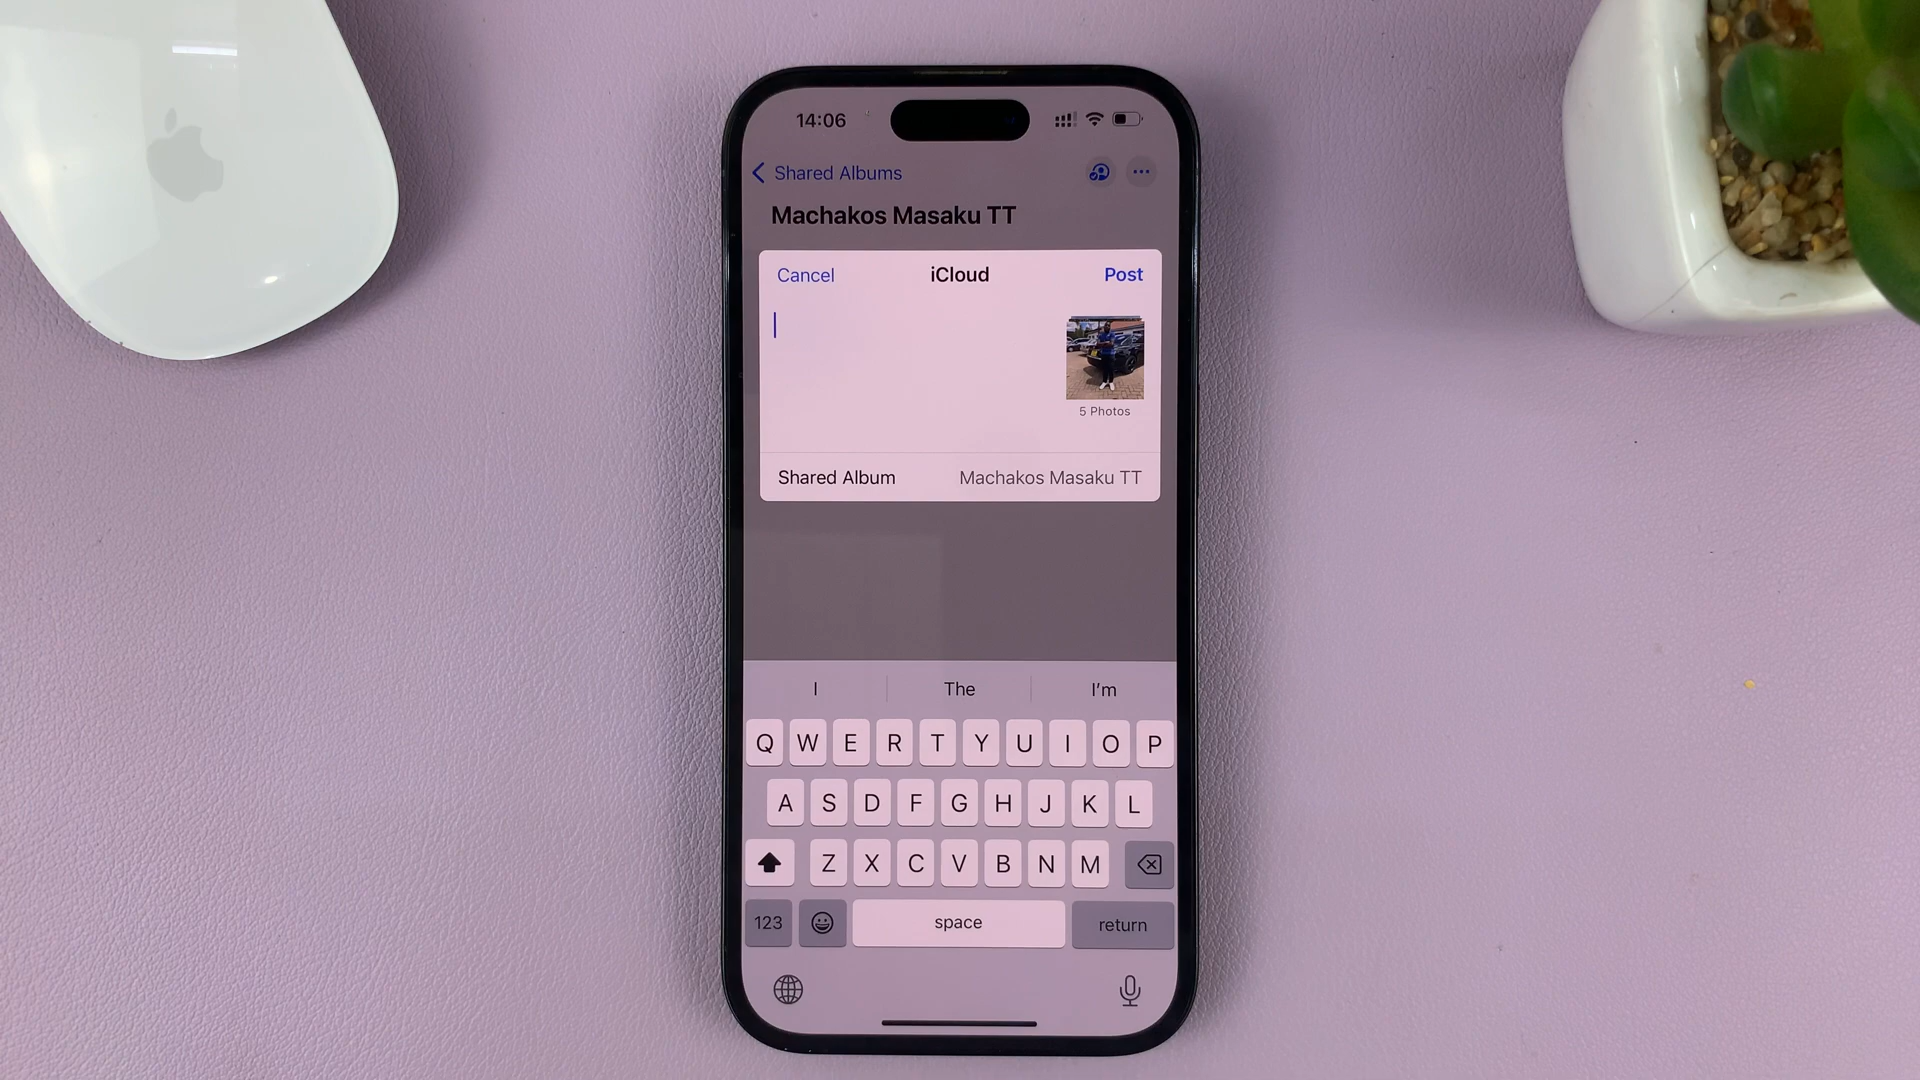 14:06
Shared Albums
Machakos Masaku TT
Cancel iCloud Post
5 Photos
Shared Album Machakos Masaku TT
I The I'm
Q W E R T Y U I O P
A S D F G H J K L
Z X C V B N M
123 space return